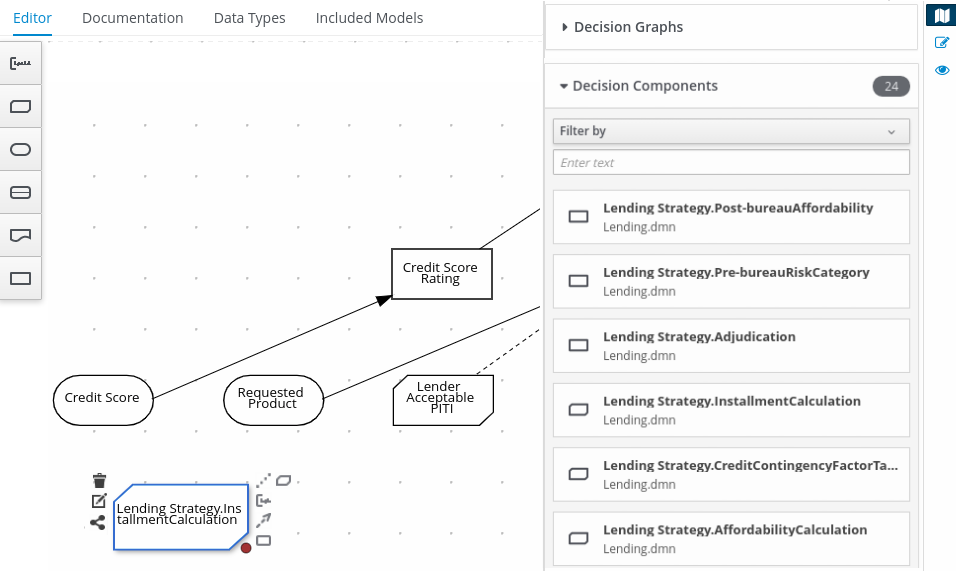 Editor Documentation Data Types Included Models
Decision Graphs
Decision Components 24
Filter by
Enter text
Lending Strategy.Post-bureauAffordability
Lending.dmn
Lending Strategy.Pre-bureauRiskCategory
Lending.dmn
Lending Strategy.Adjudication
Lending.dmn
Lending Strategy.InstallmentCalculation
Lending.dmn
Lending Strategy.CreditContingencyFactorTa...
Lending.dmn
Lending Strategy.AffordabilityCalculation
Lending.dmn
Credit Score
Rating
Credit Score
Requested
Product
Lender
Acceptable
PITI
Lending Strategy.Ins
tallmentCalculation